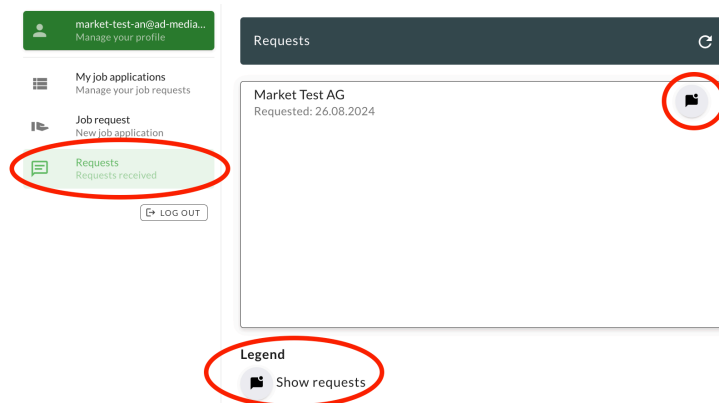 market-test-an@ad-media...
Manage your profile
My job applications
Manage your job requests
Job request
New job application
Requests
Requests received
LOG OUT
Requests
Market Test AG
Requested: 26.08.2024
Legend
Show requests